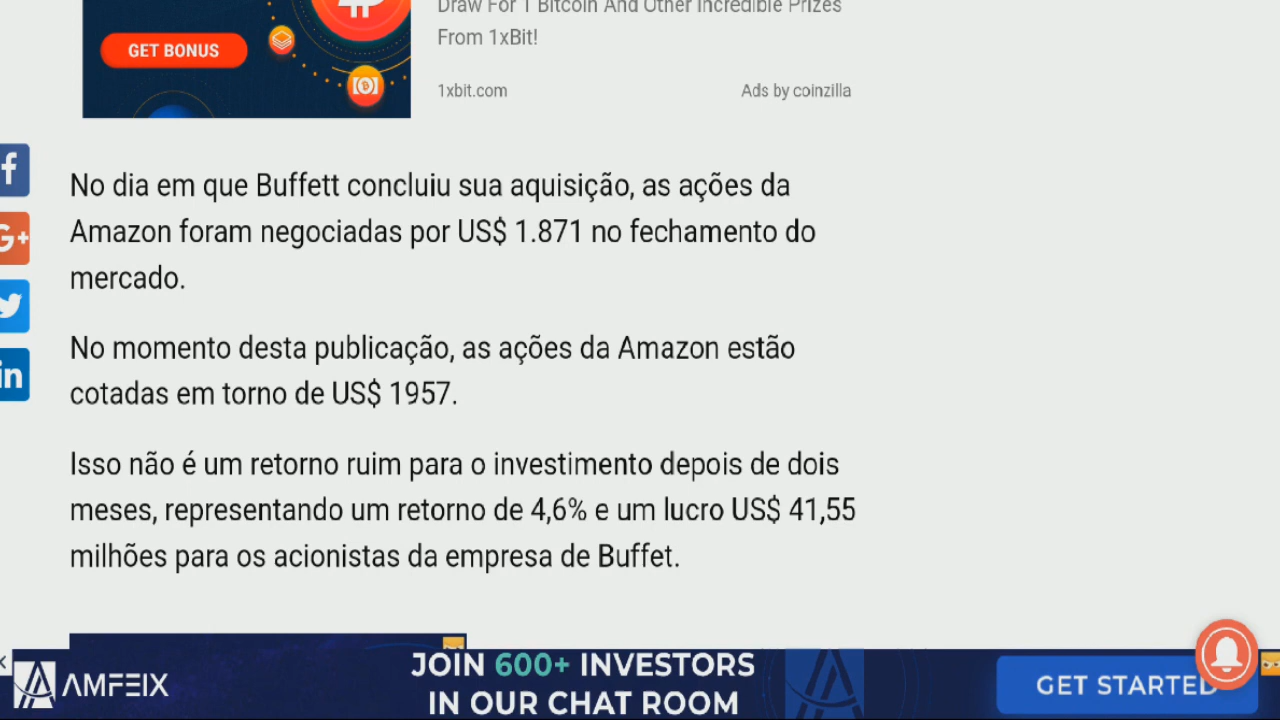 Draw For 1 Bitcoin And Other Incredible Prizes
From 1xBit!
GET BONUS
1xbit.com
Ads by coinzilla
No dia em que Buffett concluiu sua aquisição, as ações da
Amazon foram negociadas por US$ 1.871 no fechamento do
mercado.
No momento desta publicação, as ações da Amazon estão
cotadas em torno de US$ 1957.
Isso não é um retorno ruim para o investimento depois de dois
meses, representando um retorno de 4,6% e um lucro US$ 41,55
milhões para os acionistas da empresa de Buffet.
f
G+
in
x
AMFEIX
JOIN 600+ INVESTORS
IN OUR CHAT ROOM
GET STARTED